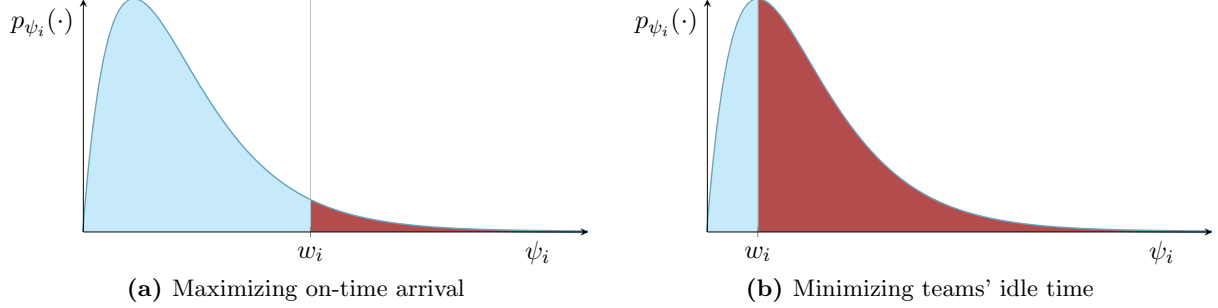 p_{ψ_i}(·)
w_i
ψ_i
(a) Maximizing on-time arrival
p_{ψ_i}(·)
w_i
ψ_i
(b) Minimizing teams' idle time